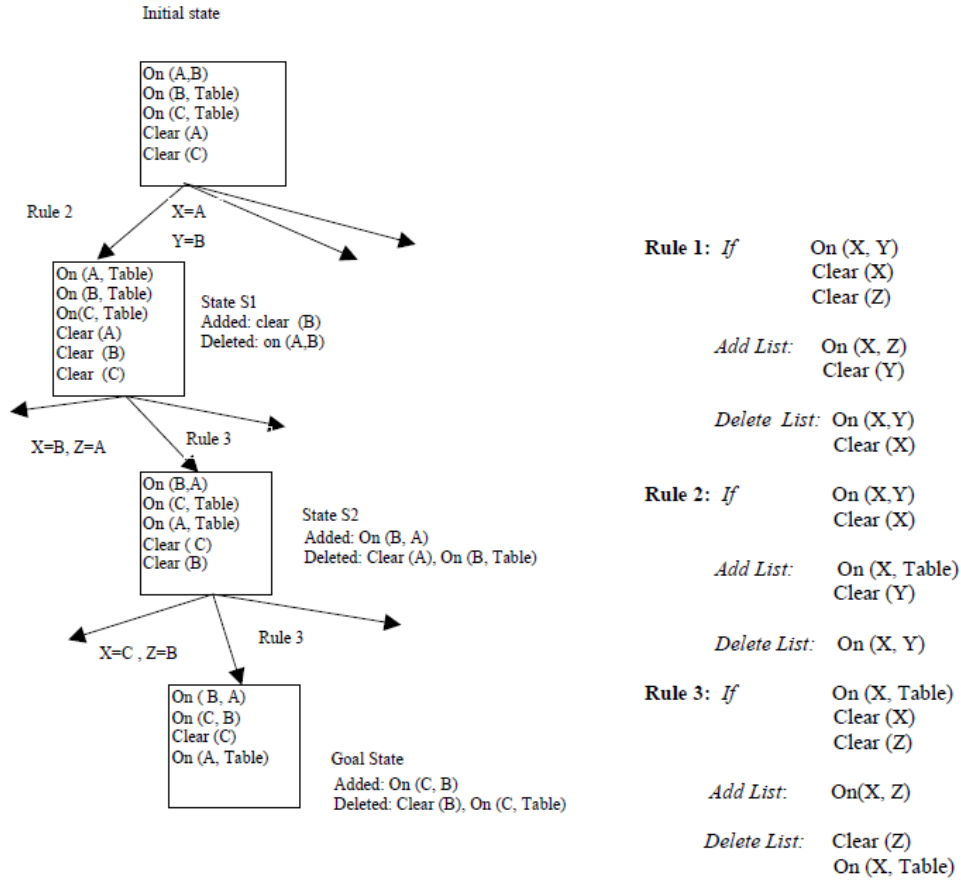 Initial state
On (A,B)
On (B, Table)
On (C, Table)
Clear (A)
Clear (C)
Rule 2
X=A
Y=B
On (A, Table)
On (B, Table)
On(C, Table)
Clear (A)
Clear (B)
Clear (C)
State S1
Added: clear (B)
Deleted: on (A,B)
X=B, Z=A
Rule 3
On (B,A)
On (C, Table)
On (A, Table)
Clear ( C)
Clear (B)
State S2
Added: On (B, A)
Deleted: Clear (A), On (B, Table)
X=C , Z=B
Rule 3
On ( B, A)
On (C, B)
Clear (C)
On (A, Table)
Goal State
Added: On (C, B)
Deleted: Clear (B), On (C, Table)
Rule 1: If On (X, Y)
Clear (X)
Clear (Z)
Add List: On (X, Z)
Clear (Y)
Delete List: On (X,Y)
Clear (X)
Rule 2: If On (X,Y)
Clear (X)
Add List: On (X, Table)
Clear (Y)
Delete List: On (X, Y)
Rule 3: If On (X, Table)
Clear (X)
Clear (Z)
Add List: On(X, Z)
Delete List: Clear (Z)
On (X, Table)